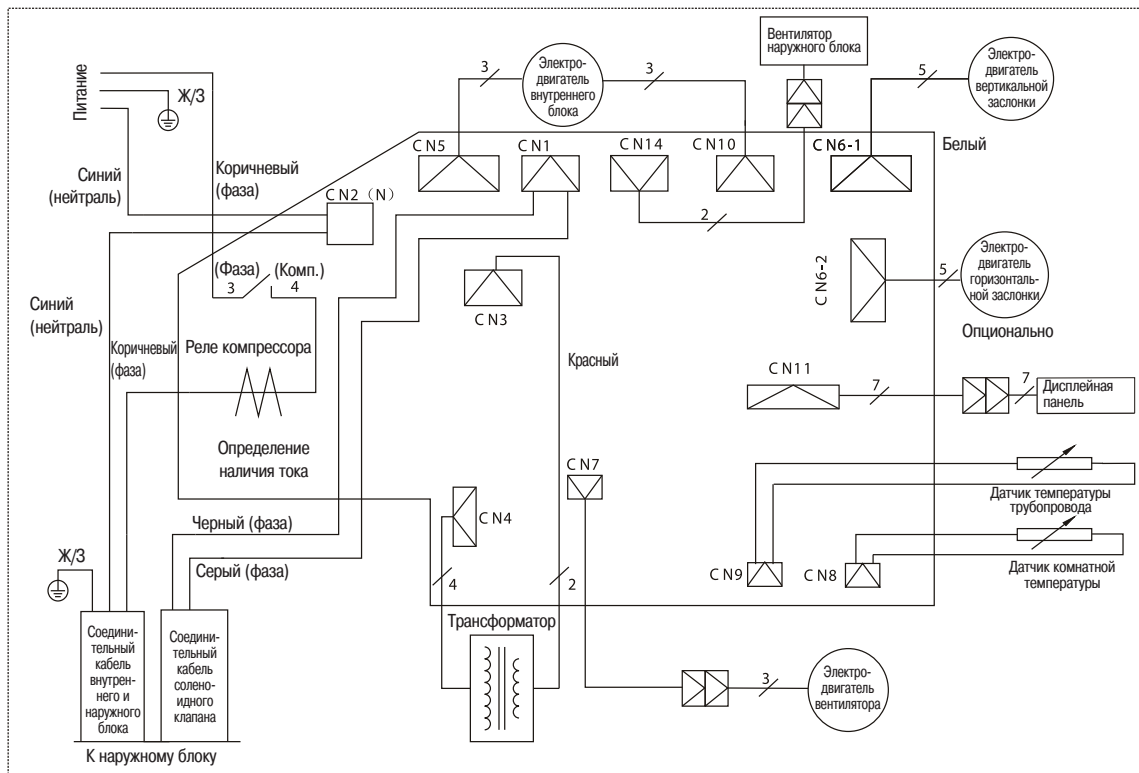 Вентилятор
наружного блока
Электро-
двигатель
внутреннего
блока
Электро-
двигатель
вертикальной
заслонки
3
3
5
Питание
Ж/З
Белый
CN5
CN1
CN14
CN10
CN6-1
Синий
(нейтраль)
Коричневый
(фаза)
CN2 (N)
2
(Фаза)
(Комп.)
3
4
CN6-2
5
Электро-
двигатель
горизонталь-
ной заслонки
Опционально
CN3
Синий
(нейтраль)
Коричневый
(фаза)
Реле компрессора
Красный
CN11
7
7
Дисплейная
панель
Определение
наличия тока
CN7
Датчик температуры
трубопровода
CN4
Черный (фаза)
Серый (фаза)
Ж/З
CN9
CN8
Датчик комнатной
температуры
4
2
Трансформатор
Соедини-
тельный
кабель
внутрен-
него и
наружного
блока
Соедини-
тельный
кабель
солено-
идного
клапана
3
Электро-
двигатель
вентилятора
К наружному блоку